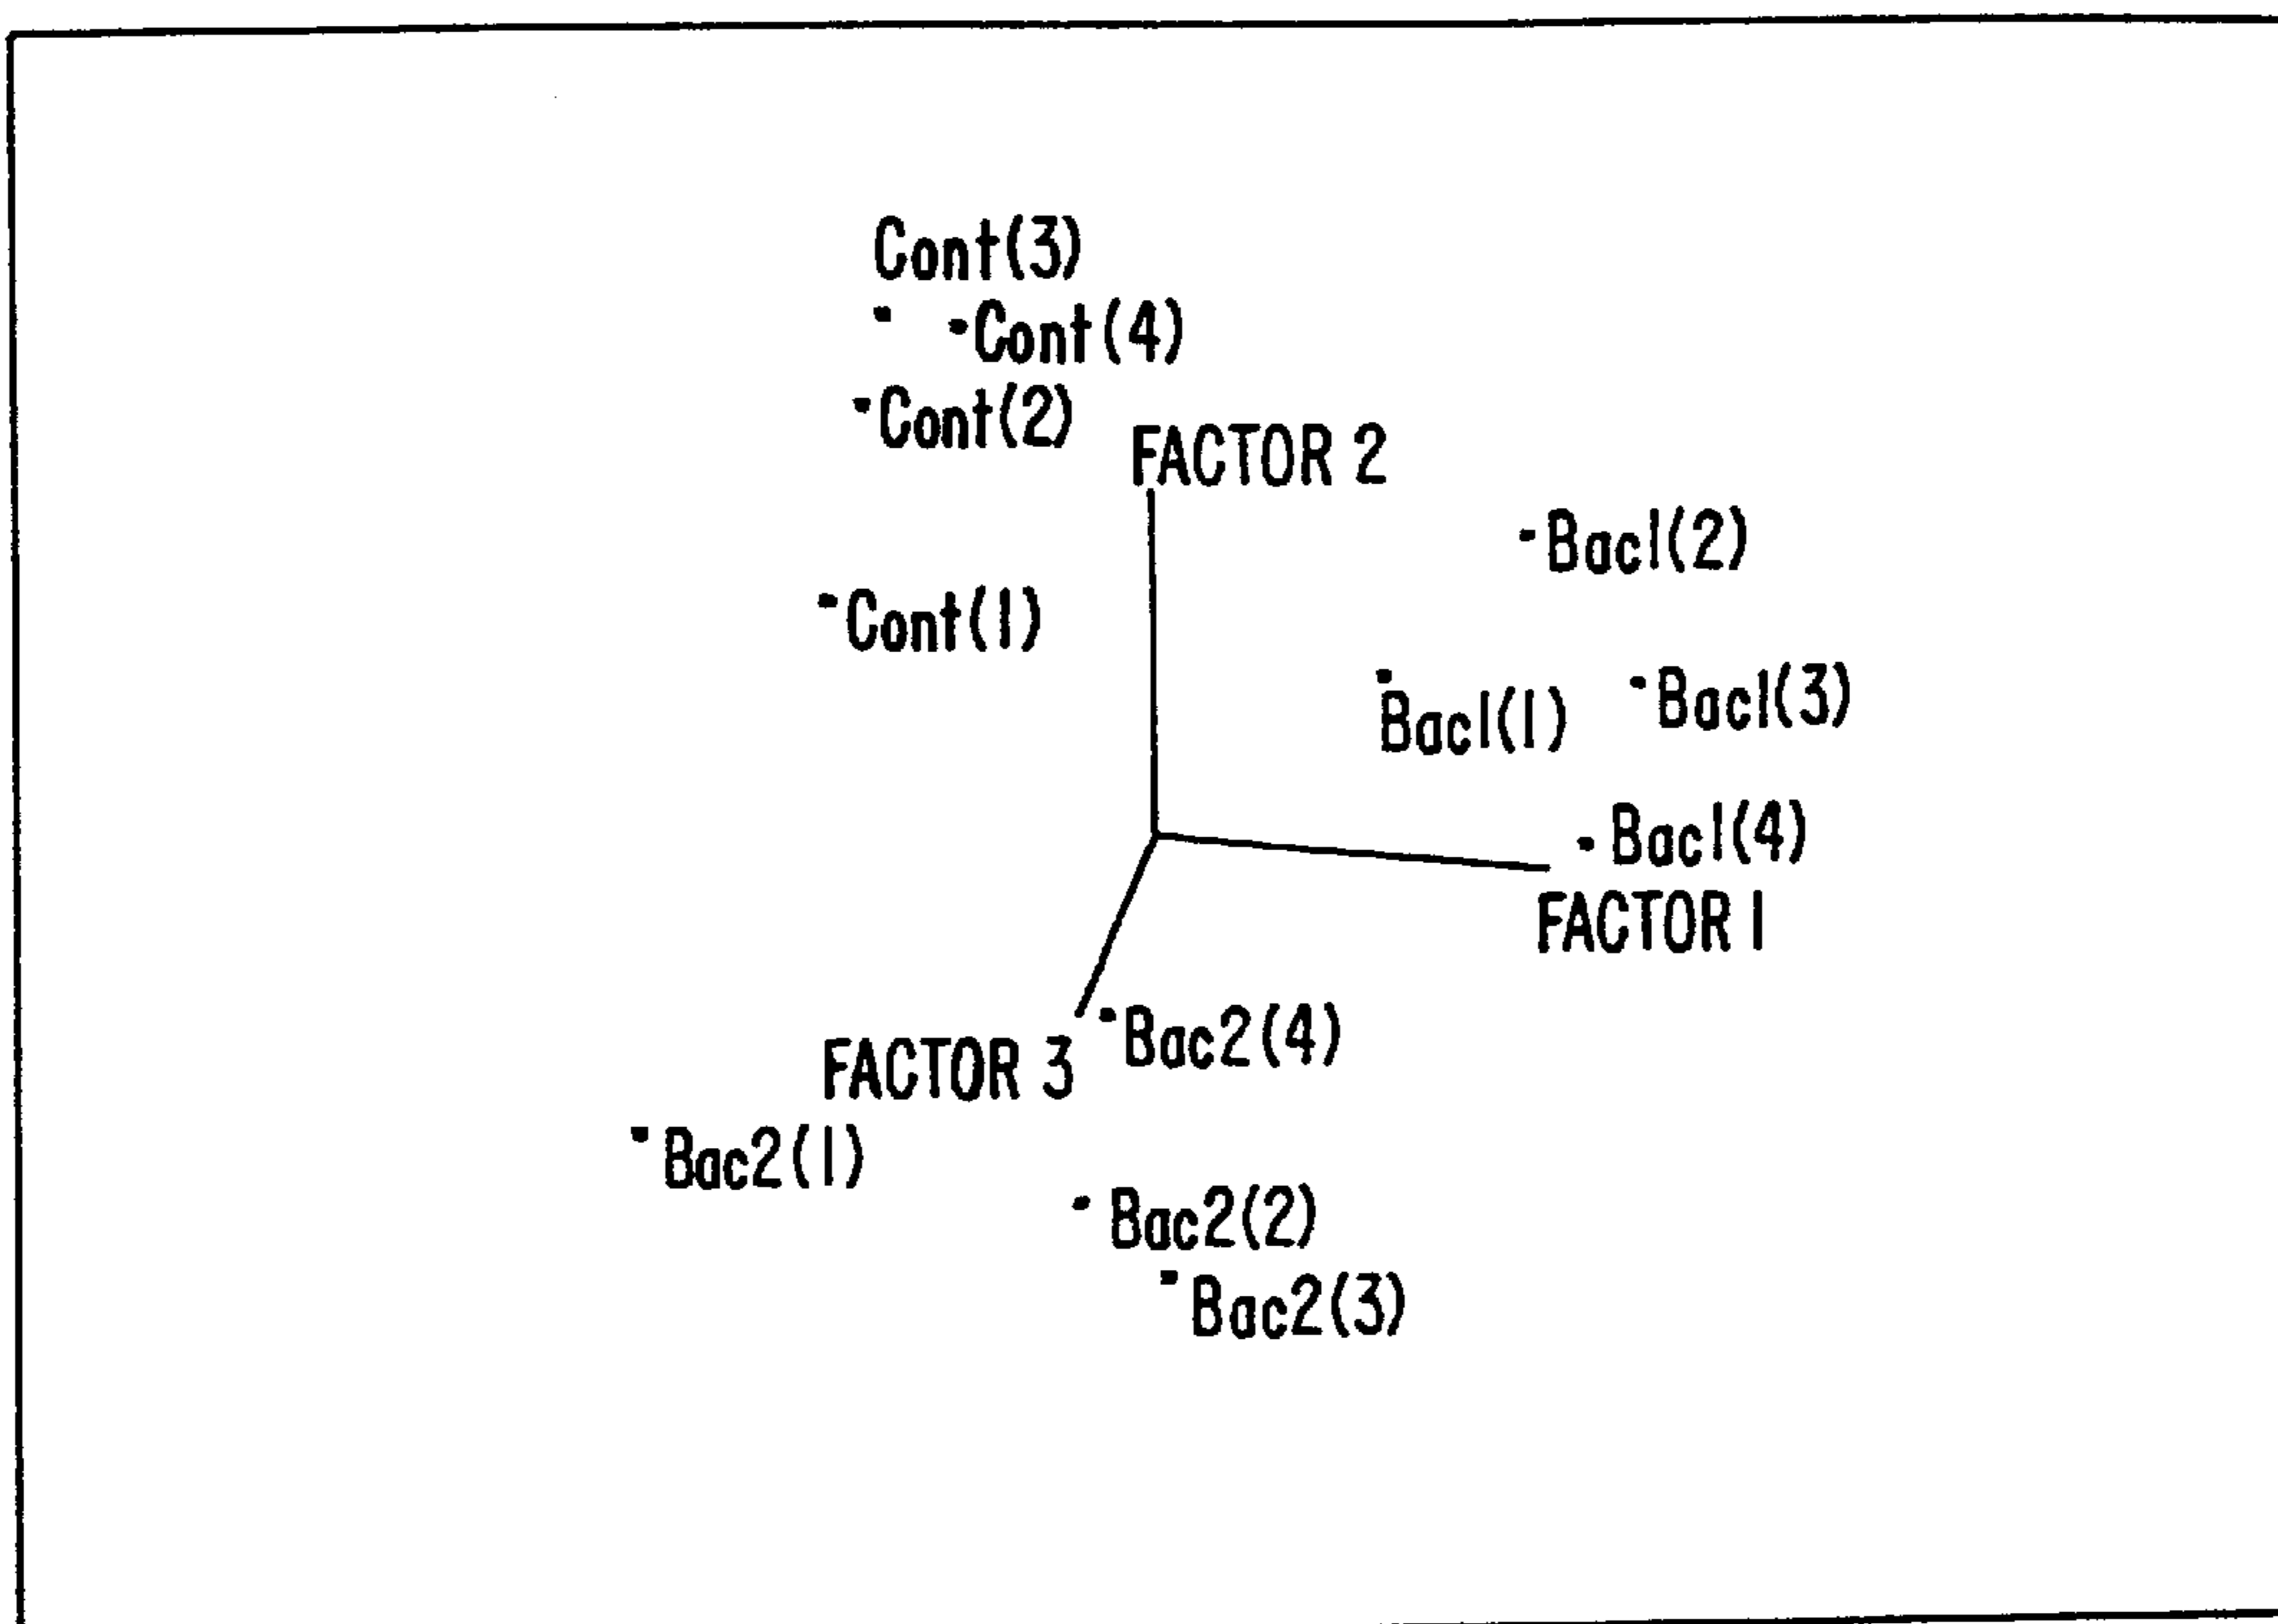 Cont(3)
Cont(4)
Cont(2)
FACTOR 2
Bac1(2)
Cont(1)
Bac1(3)
Bac1(1)
Bac1(4)
FACTOR 1
Bac2(4)
FACTOR 3
Bac2(1)
Bac2(2)
Bac2(3)